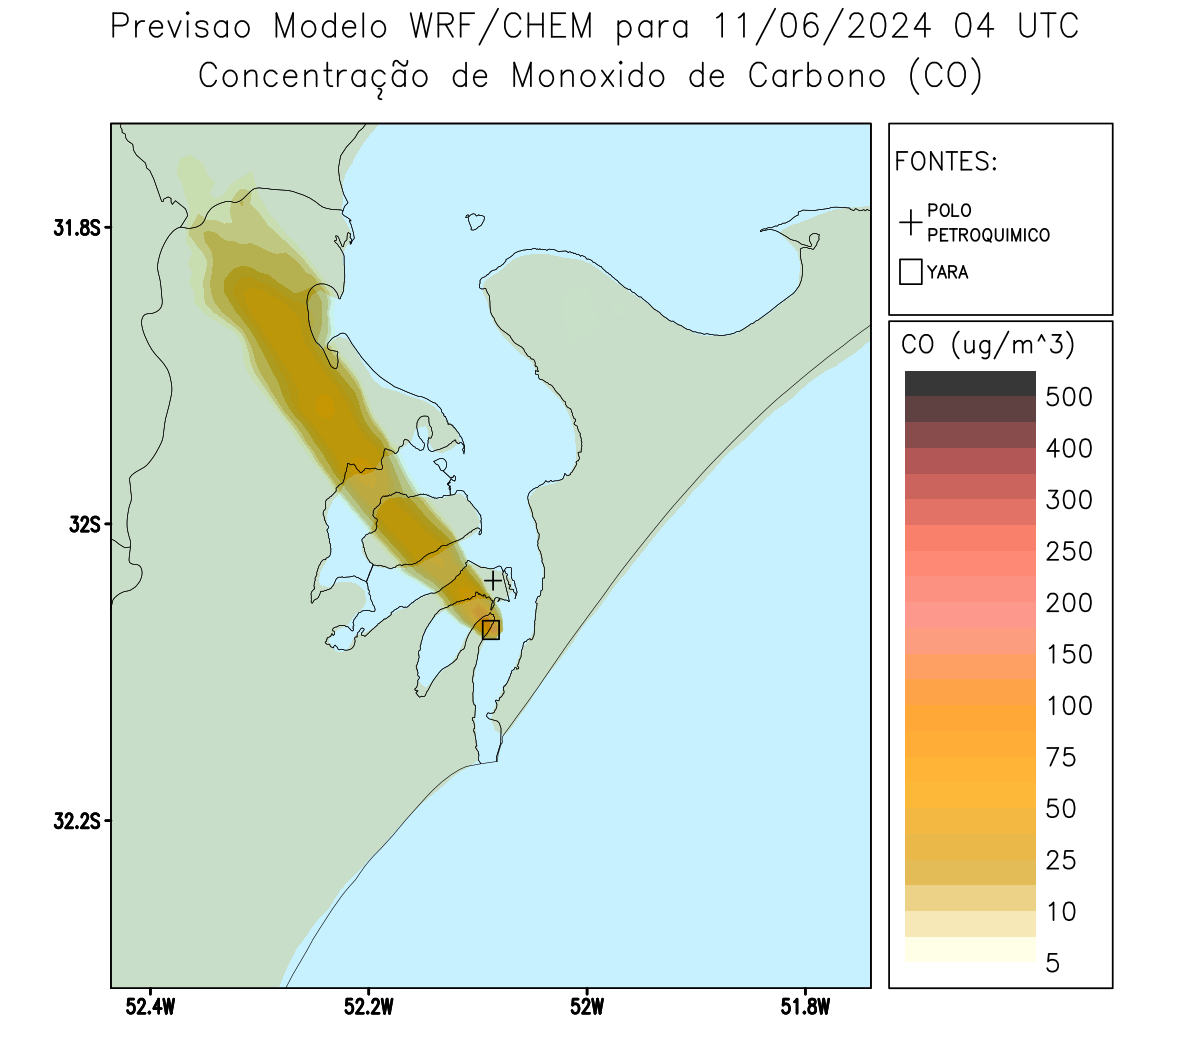 Previsao Modelo WRF/CHEM para 11/06/2024 04 UTC
Concentração de Monoxido de Carbono (CO)
FONTES:
POLO
PETROQUIMICO
YARA
CO (ug/m^3)
500
400
300
250
200
150
100
75
50
25
10
5
31.8S
32S
32.2S
52.4W
52.2W
52W
51.8W